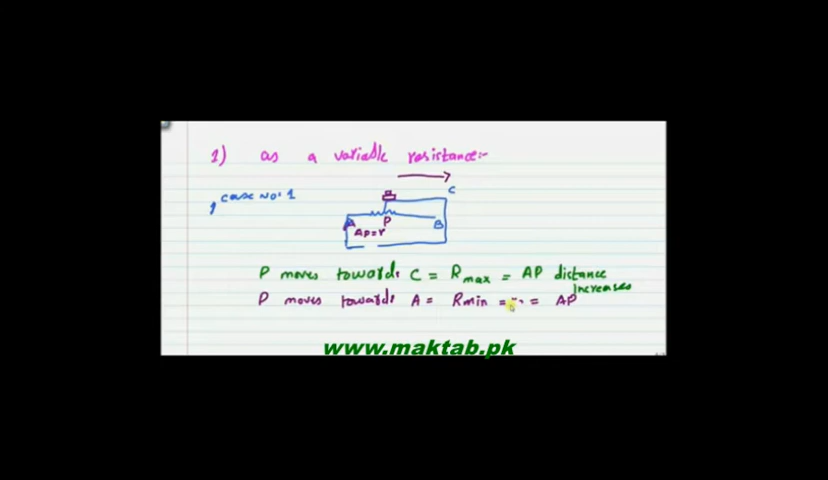 1) as a variable resistance:-
case No: 1
C
A P B
AP=r
P moves towards C = Rmax = AP distance
increases
P moves towards A = Rmin = = AP
www.maktab.pk